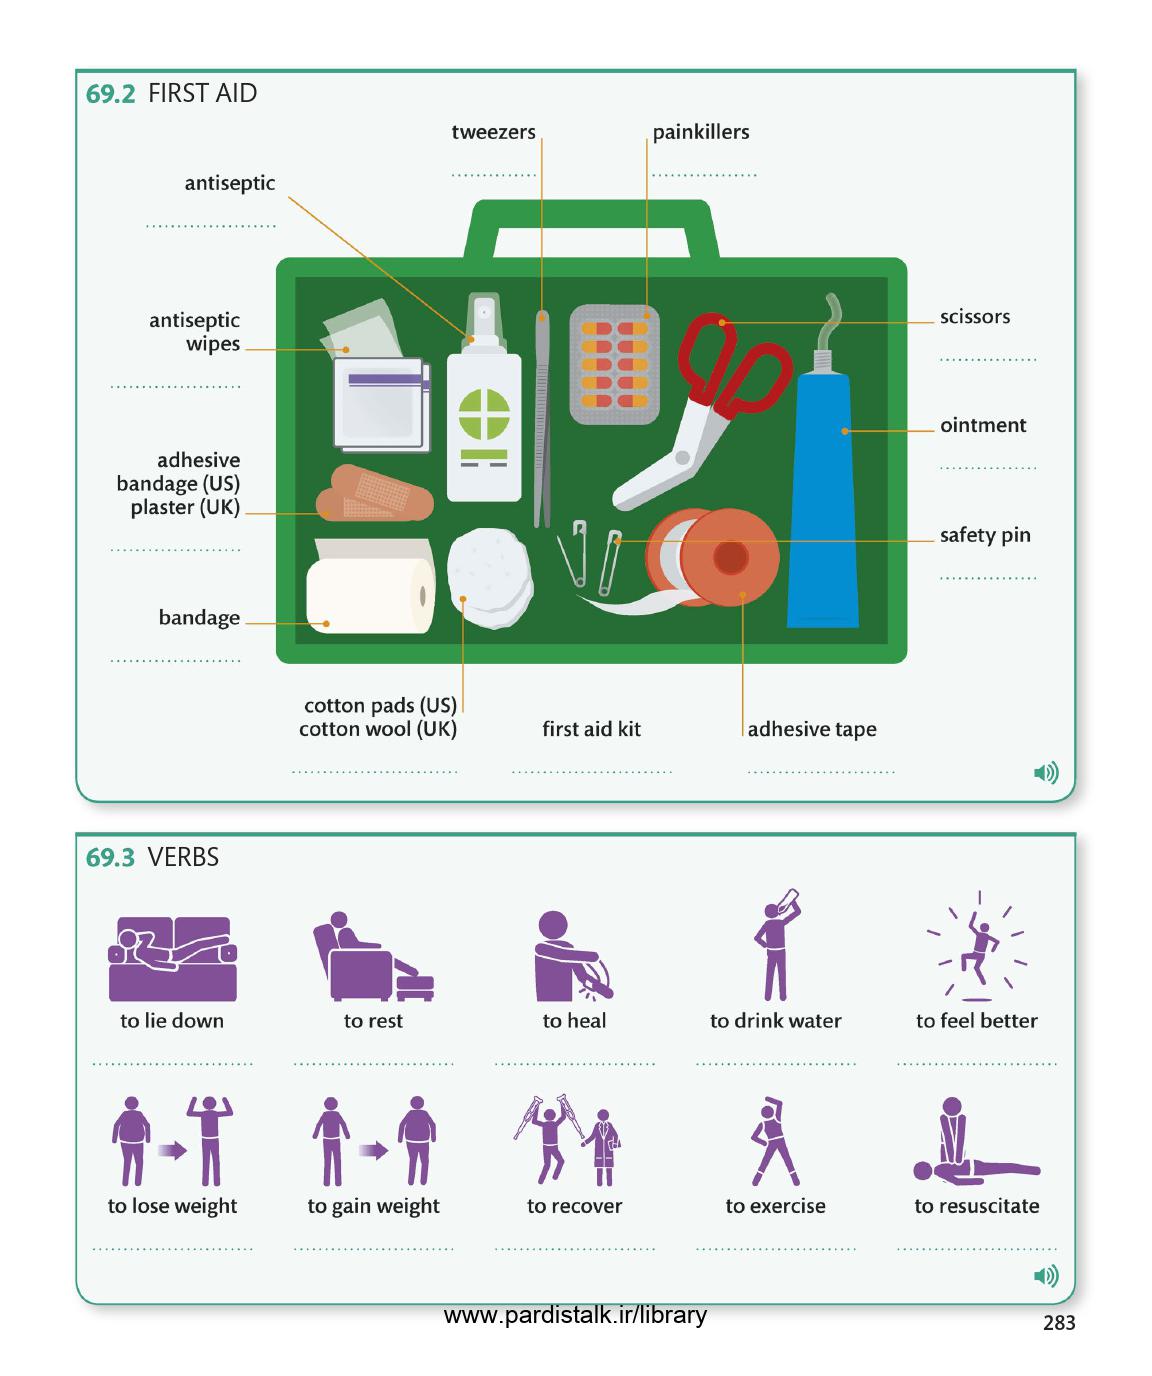 69.2 FIRST AID
tweezers
painkillers
antiseptic
antiseptic
wipes
scissors
ointment
adhesive
bandage (US)
plaster (UK)
safety pin
bandage
cotton pads (US)
cotton wool (UK)
first aid kit
adhesive tape
69.3 VERBS
to lie down
to rest
to heal
to drink water
to feel better
to lose weight
to gain weight
to recover
to exercise
to resuscitate
www.pardistalk.ir/library
283